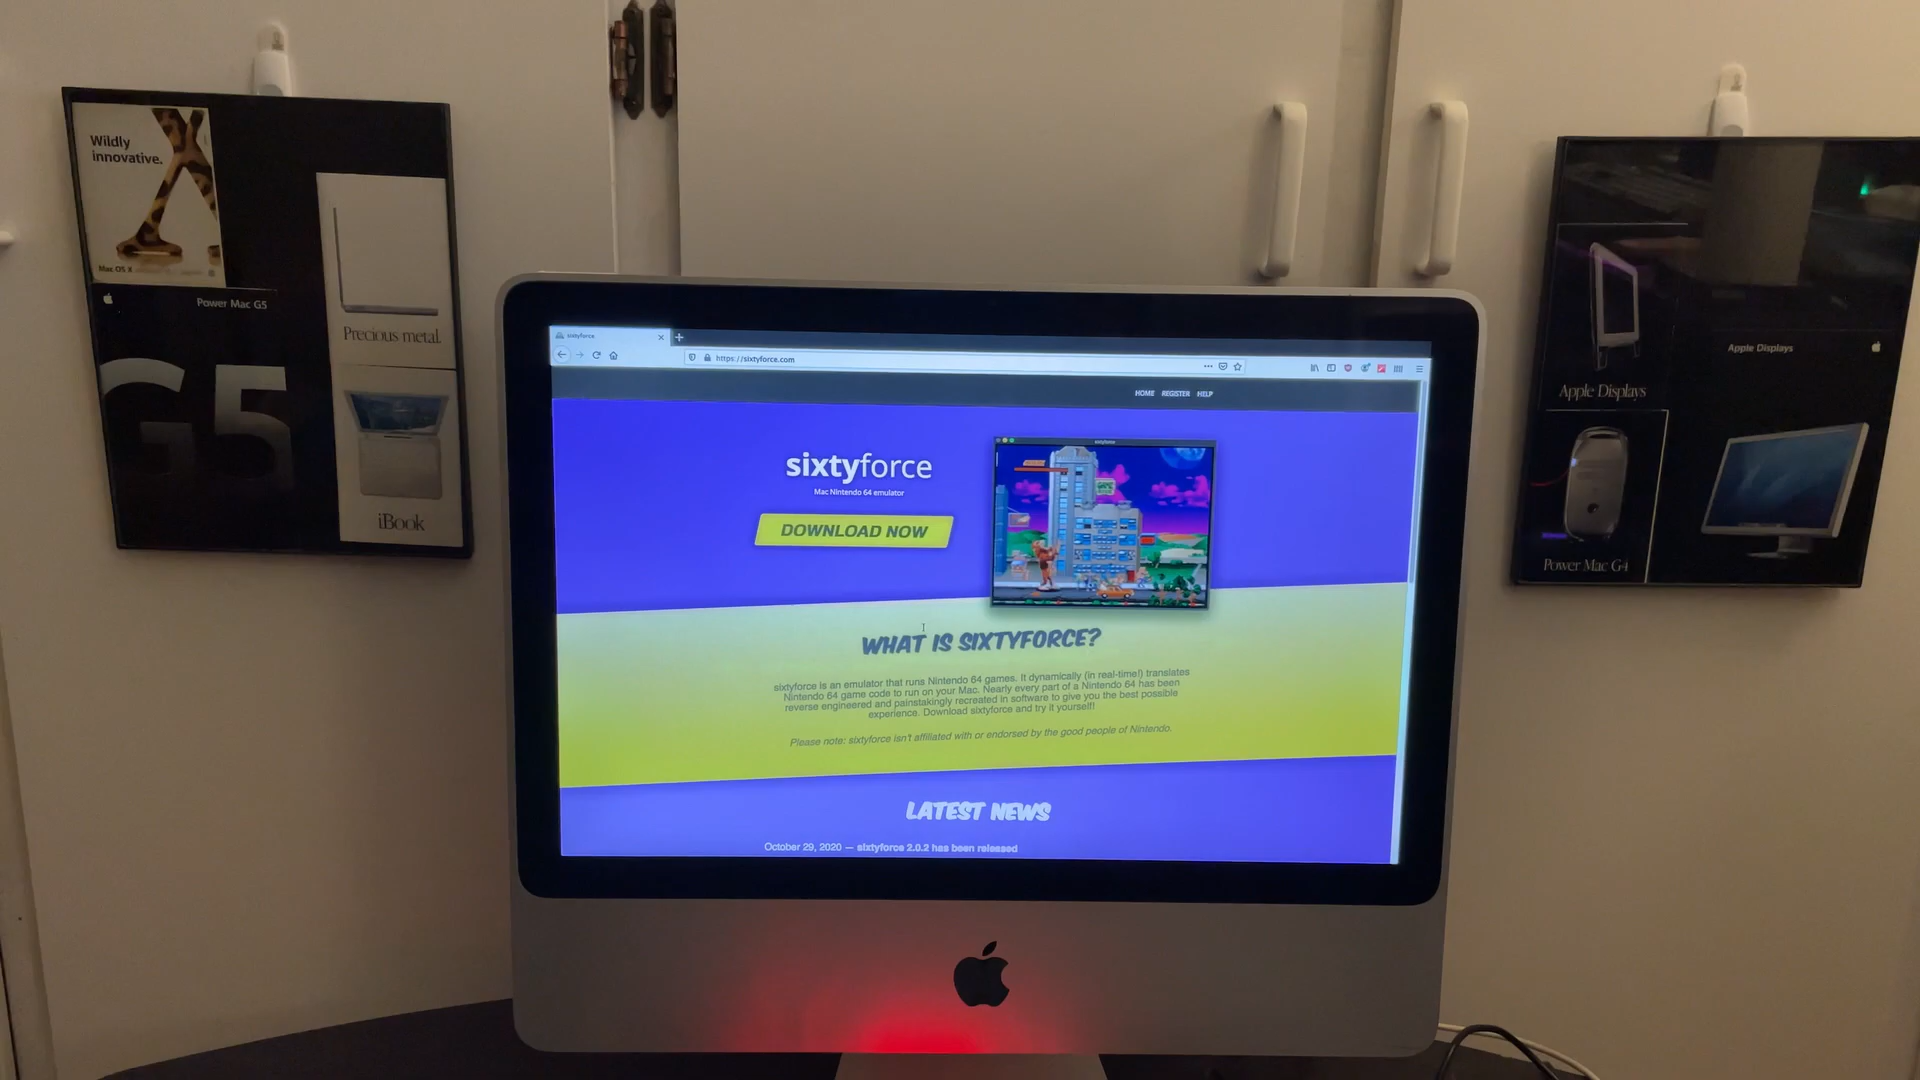 Wildly
innovative.
Mac OS X
Power Mac G5
G5
Precious metal.
iBook
sixtyforce
https://sixtyforce.com
HOME REGISTER HELP
sixtyforce
Mac Nintendo 64 emulator
DOWNLOAD NOW
sixtyforce
WHAT IS SIXTYFORCE?
sixtyforce is an emulator that runs Nintendo 64 games. It dynamically (in real-time!) translates
Nintendo 64 game code to run on your Mac. Nearly every part of a Nintendo 64 has been
reverse engineered and painstakingly recreated in software to give you the best possible
experience. Download sixtyforce and try it yourself!
Please note: sixtyforce isn't affiliated with or endorsed by the good people of Nintendo.
LATEST NEWS
October 29, 2020 — sixtyforce 2.0.2 has been released
Apple Displays
Apple Displays
Power Mac G4